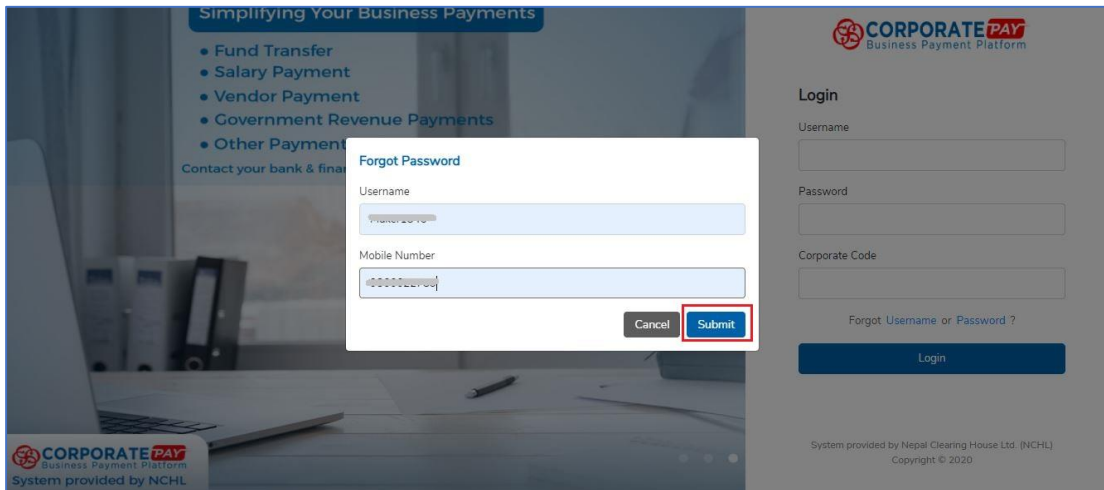 Simplifying Your Business Payments
• Fund Transfer
• Salary Payment
• Vendor Payment
• Government Revenue Payments
• Other Payment
Contact your bank & finan
CORPORATE PAY
Business Payment Platform
System provided by NCHL
Forgot Password
Username
Mobile Number
Cancel
Submit
CORPORATE PAY
Business Payment Platform
Login
Username
Password
Corporate Code
Forgot Username or Password ?
Login
System provided by Nepal Clearing House Ltd. (NCHL)
Copyright © 2020